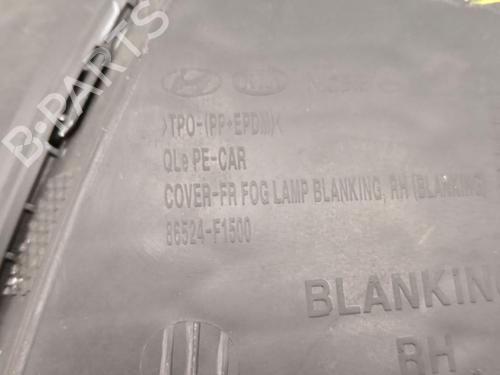 B-PARTS
>TPO-(PP+EPDM)<
QLe PE-CAR
COVER-FR FOG LAMP BLANKING, RH (BLANKING)
86524-F1500
BLANKING
RH